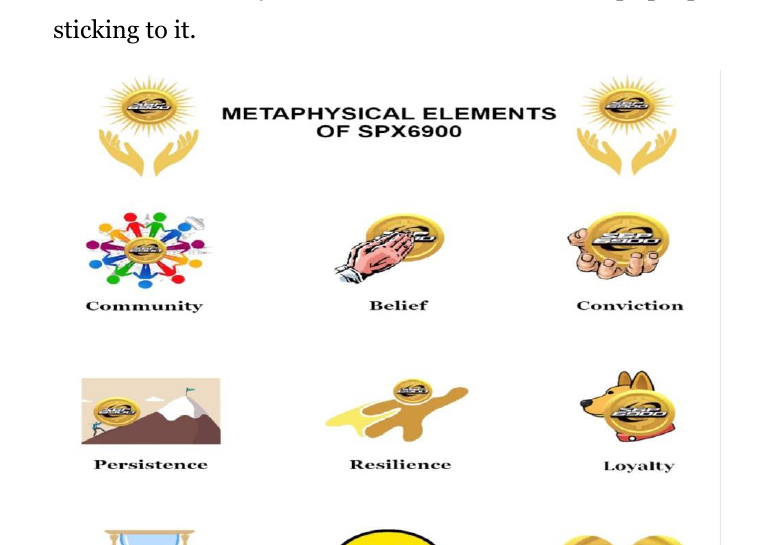 sticking to it.
METAPHYSICAL ELEMENTS
OF SPX6900
Community
Belief
Conviction
Persistence
Resilience
Loyalty